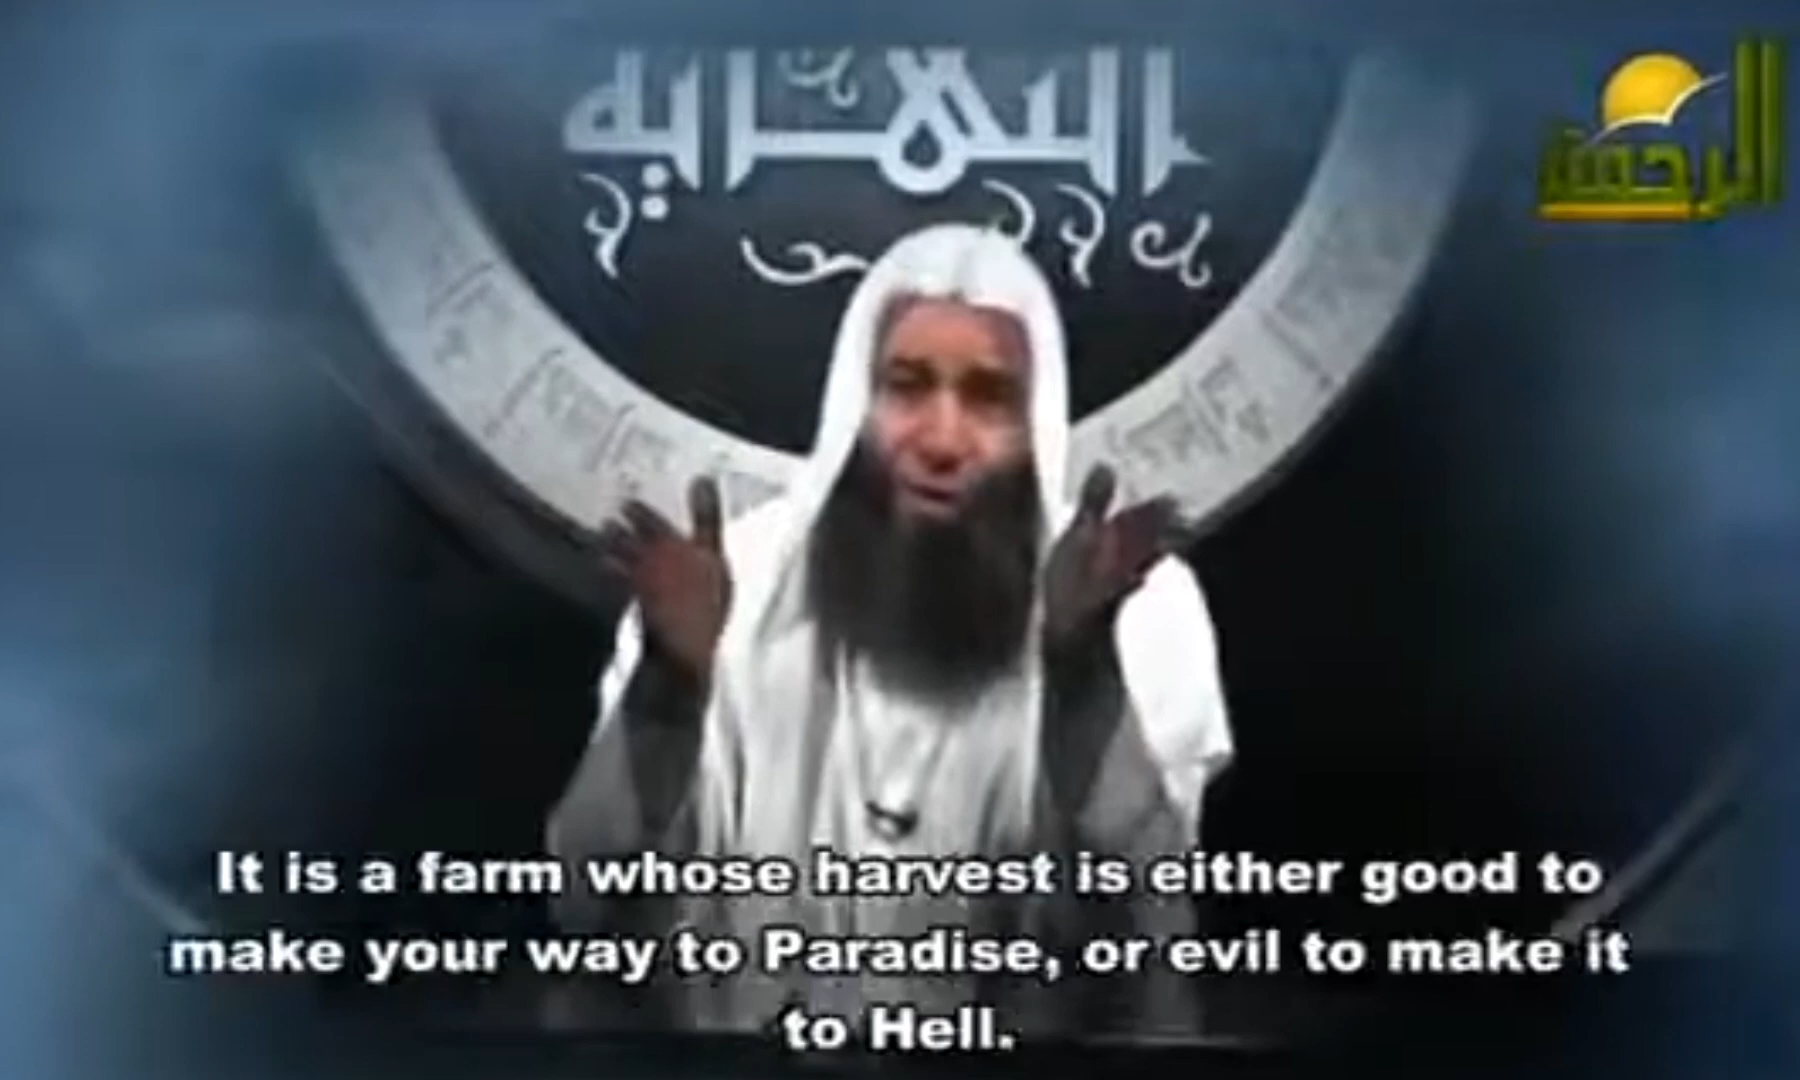 النهاية
الرحمة
It is a farm whose harvest is either good to
make your way to Paradise, or evil to make it
to Hell.